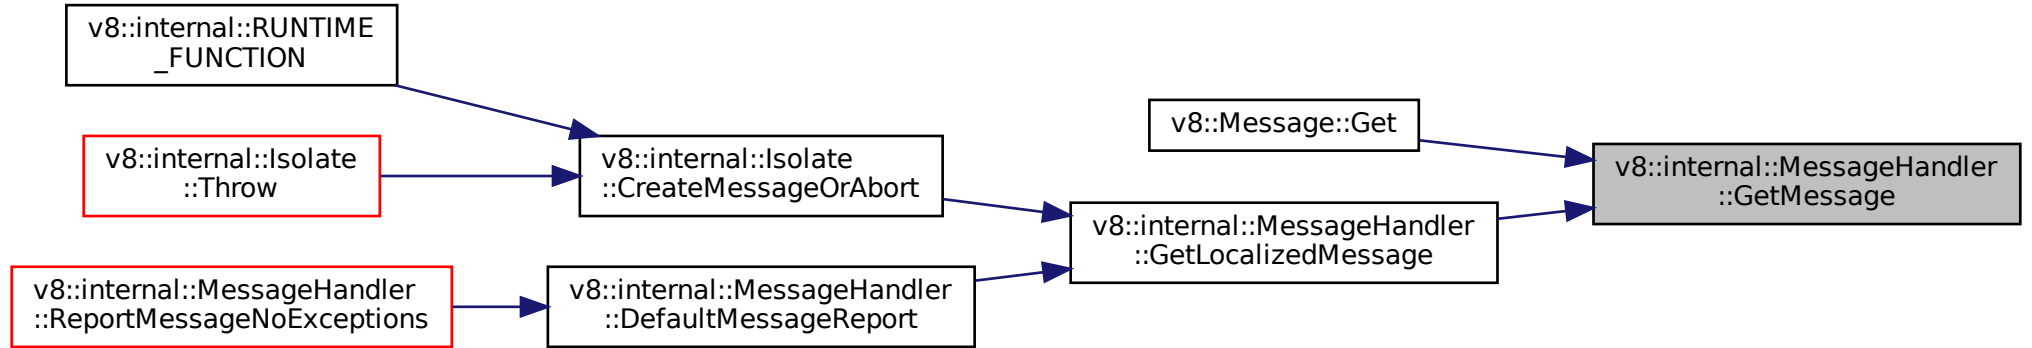 v8::internal::RUNTIME
_FUNCTION
v8::internal::Isolate
::Throw
v8::internal::MessageHandler
::ReportMessageNoExceptions
v8::internal::Isolate
::CreateMessageOrAbort
v8::internal::MessageHandler
::DefaultMessageReport
v8::Message::Get
v8::internal::MessageHandler
::GetLocalizedMessage
v8::internal::MessageHandler
::GetMessage